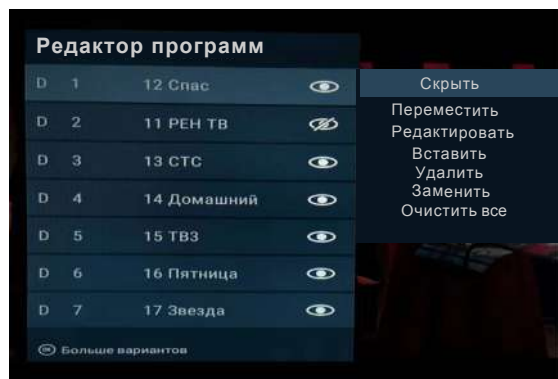 Редактор программ
D 1 12 Спас
D 2 11 РЕН ТВ
D 3 13 СТС
D 4 14 Домашний
D 5 15 ТВ3
D 6 16 Пятница
D 7 17 Звезда
OK Больше вариантов
Скрыть
Переместить
Редактировать
Вставить
Удалить
Заменить
Очистить все